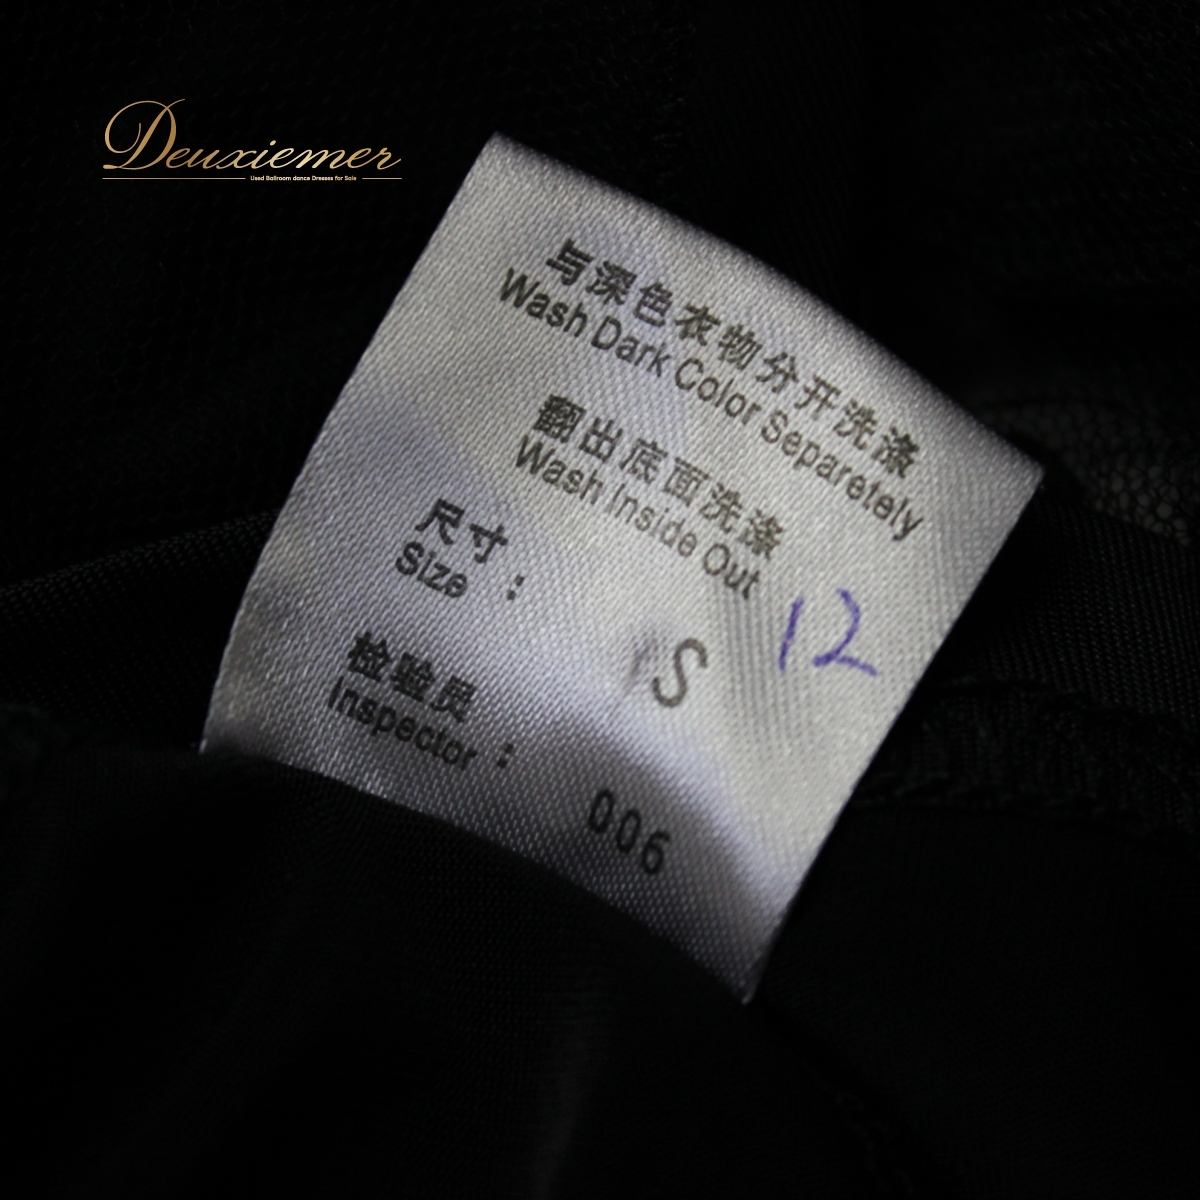 Deuxiemer
Used Ballroom dance Dresses for Sale
与深色衣物分开洗涤
Wash Dark Color Separetely
翻出底面洗涤
Wash Inside Out
尺寸 :
Size
S
12
检验员 :
Inspector
006